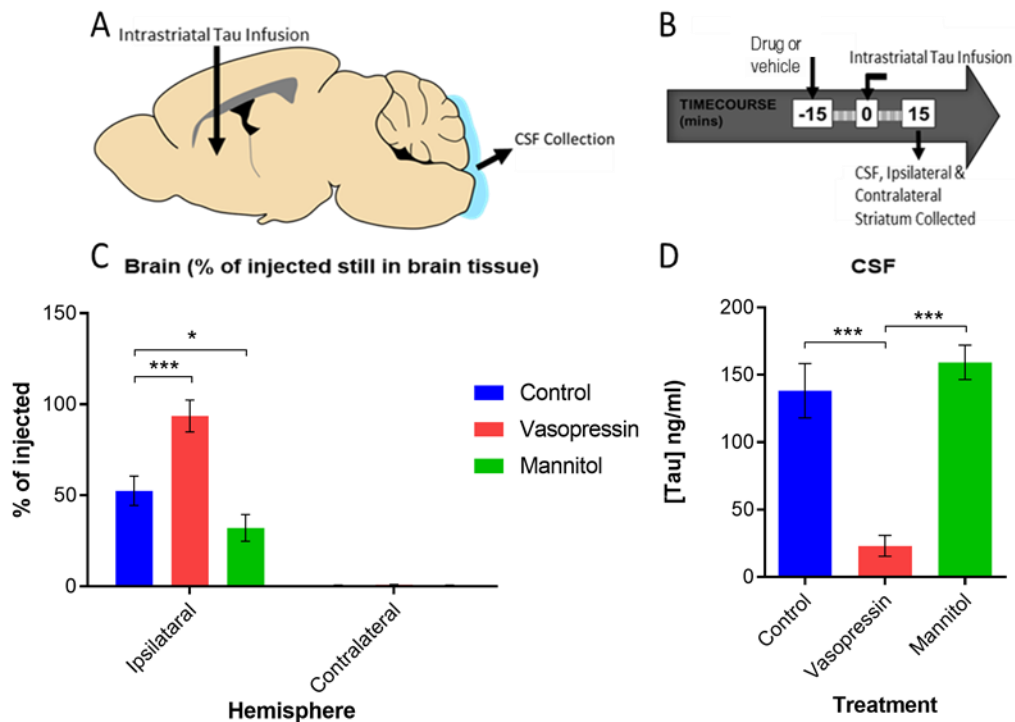 A
Intrastriatal Tau Infusion
CSF Collection
B
Drug or
vehicle
Intrastriatal Tau Infusion
TIMECOURSE
(mins)
-15
0
15
CSF, Ipsilateral &
Contralateral
Striatum Collected
C
Brain (% of injected still in brain tissue)
% of injected
150
100
50
0
*
***
Control
Vasopressin
Mannitol
Ipsilataral
Contralateral
Hemisphere
D
CSF
[Tau] ng/ml
200
150
100
50
0
***
***
Control
Vasopressin
Mannitol
Treatment